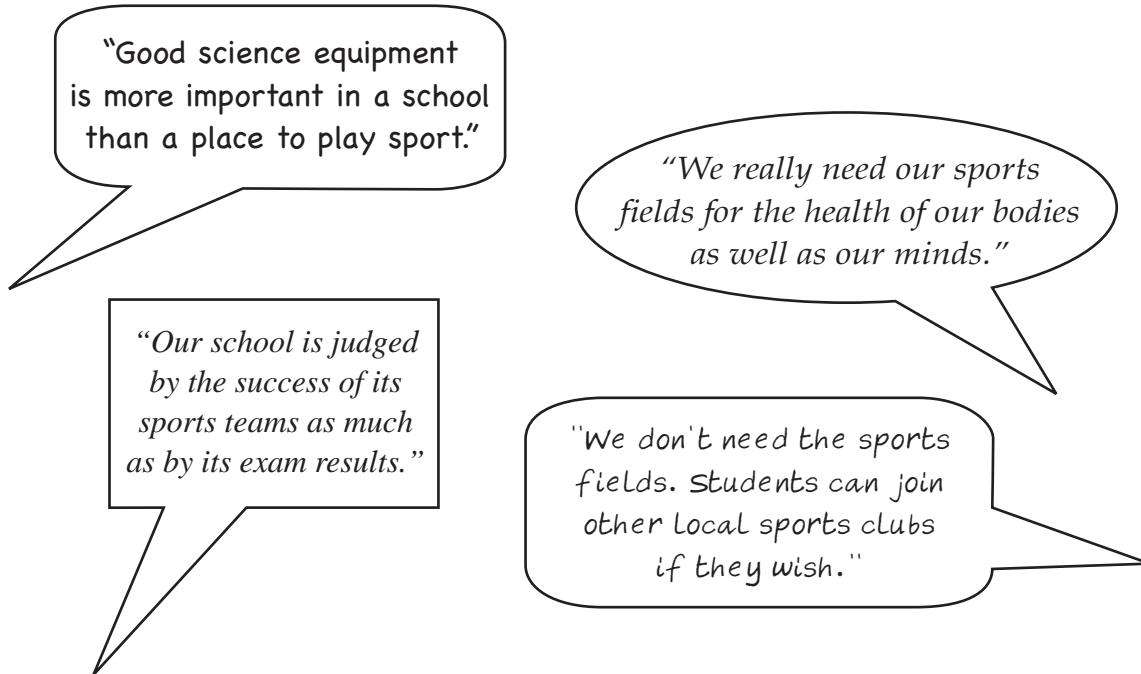 “Good science equipment
is more important in a school
than a place to play sport.”
“We really need our sports
fields for the health of our bodies
as well as our minds.”
“Our school is judged
by the success of its
sports teams as much
as by its exam results.”
"We don't need the sports
fields. Students can join
other local sports clubs
if they wish."